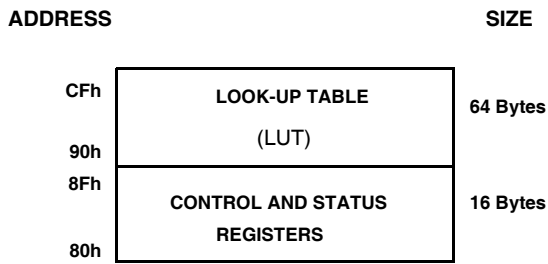 ADDRESS SIZE
CFh
LOOK-UP TABLE
64 Bytes
(LUT)
90h
8Fh
CONTROL AND STATUS
16 Bytes
REGISTERS
80h